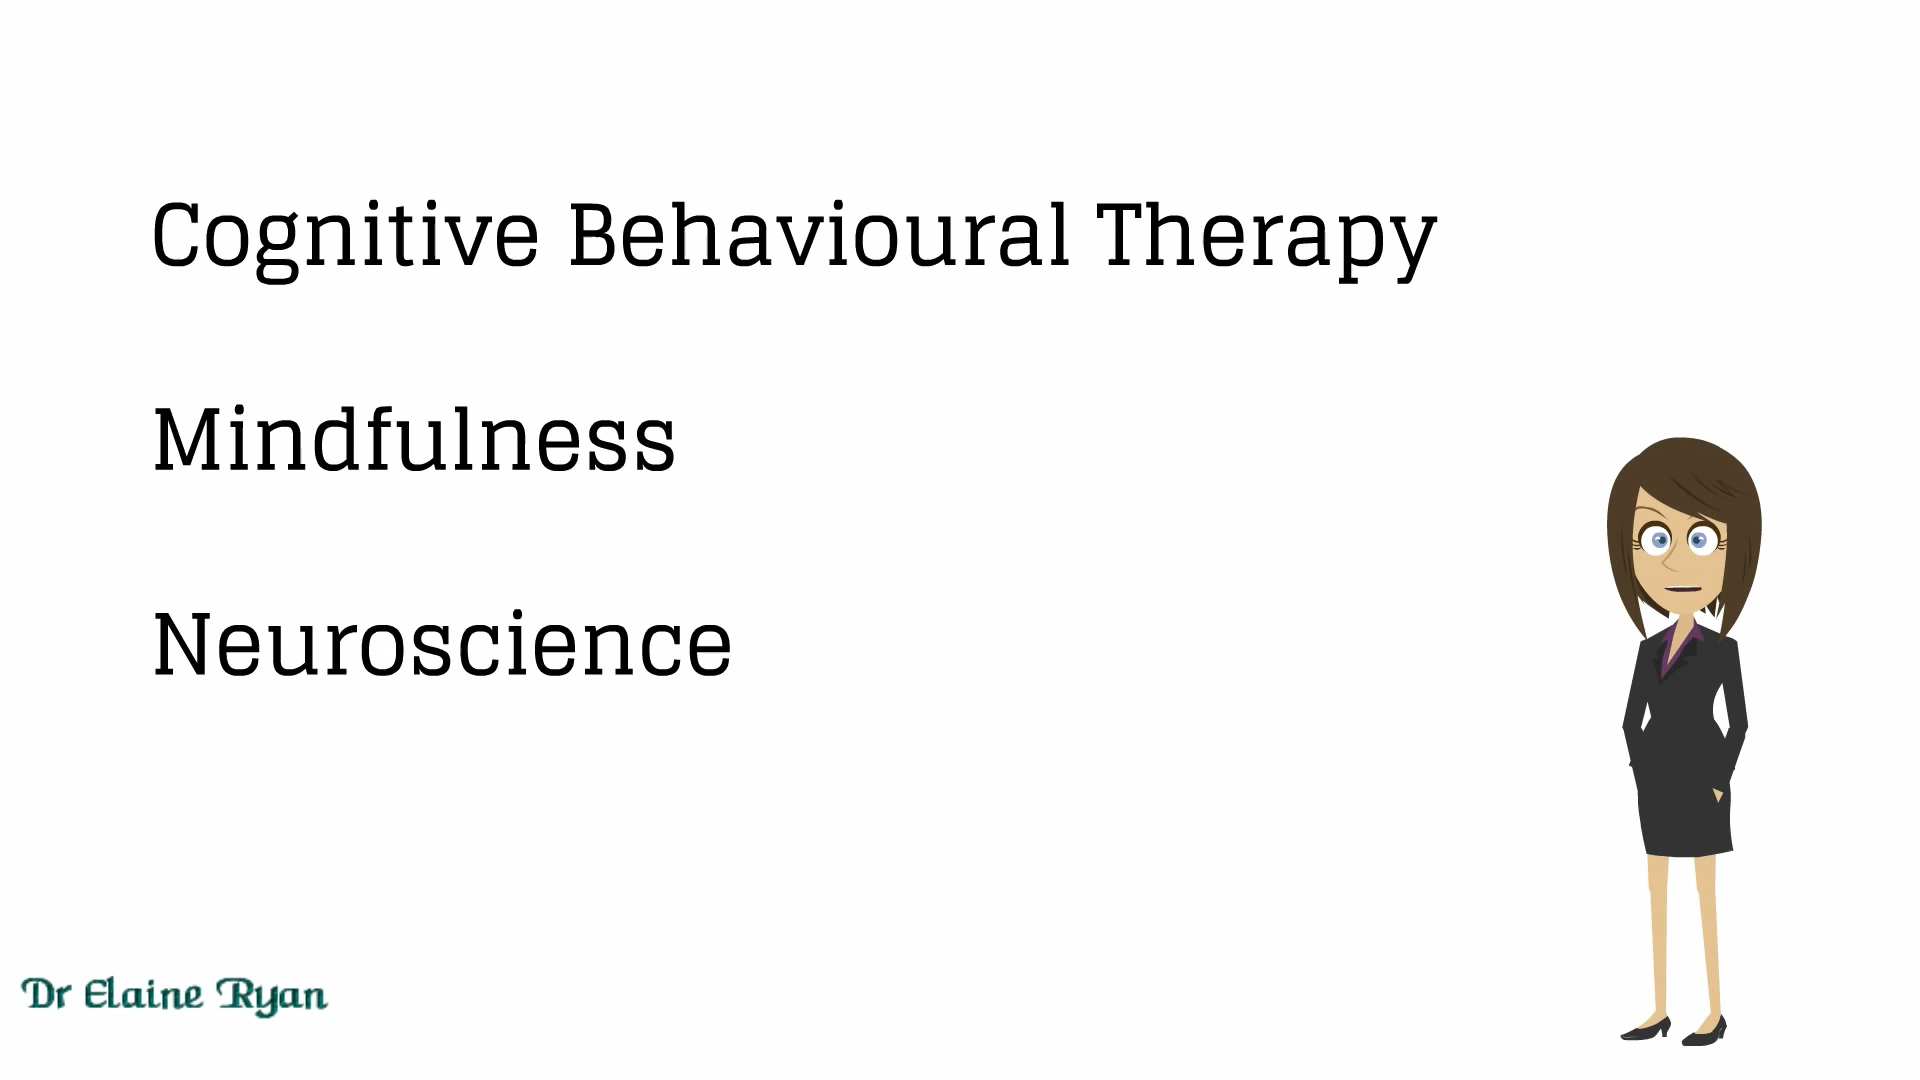 Cognitive Behavioural Therapy
Mindfulness
Neuroscience
Dr Elaine Ryan